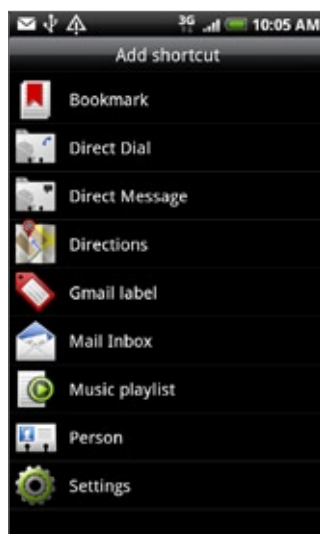 3G 10:05 AM
Add shortcut
Bookmark
Direct Dial
Direct Message
Directions
Gmail label
Mail Inbox
Music playlist
Person
Settings